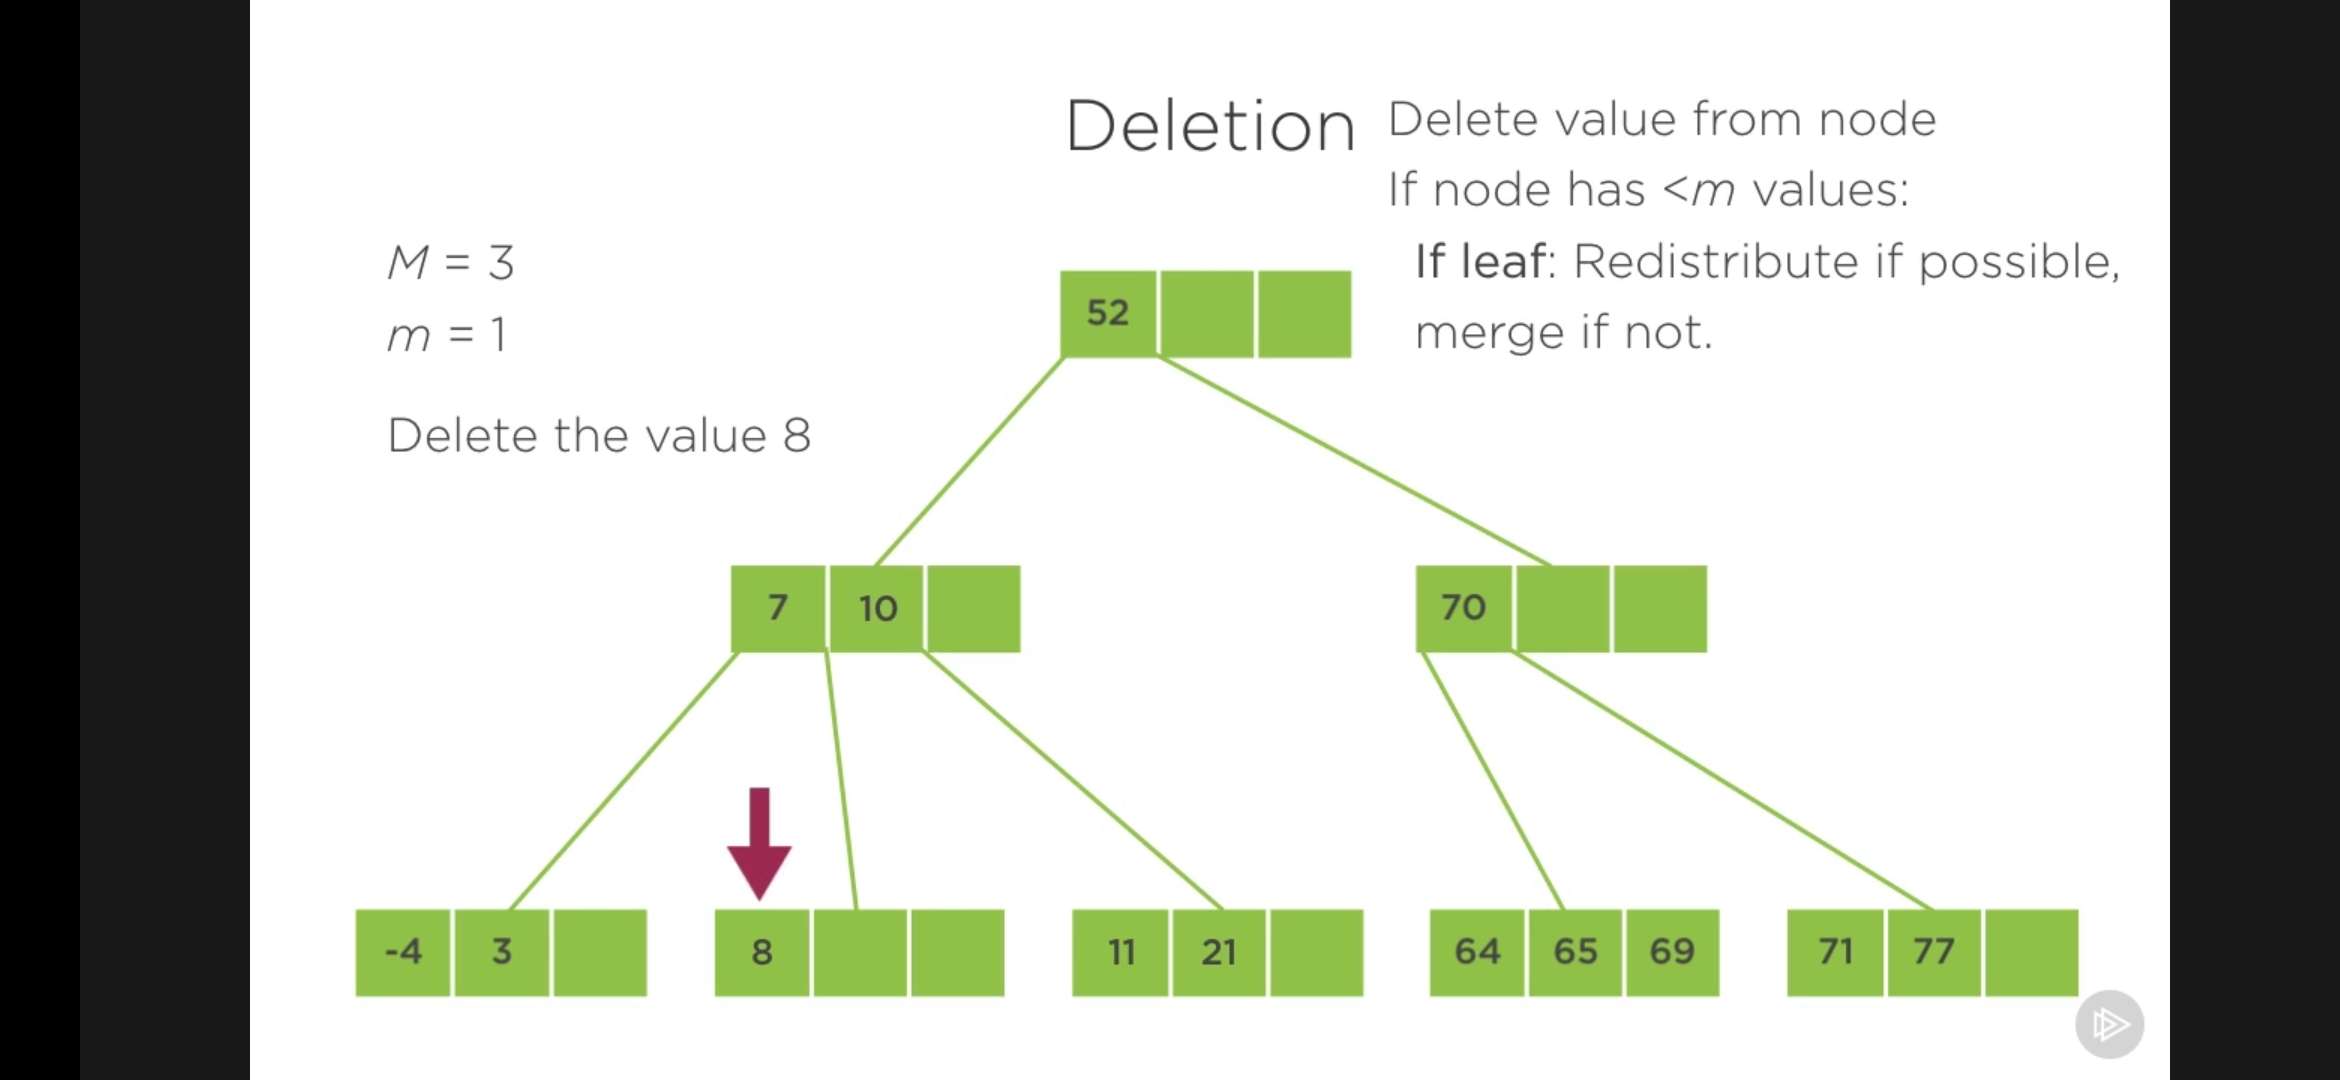 Deletion
Delete value from node
If node has <m values:
If leaf: Redistribute if possible,
merge if not.
M = 3
m = 1
Delete the value 8
52
7 10
70
-4 3
8
11 21
64 65 69
71 77